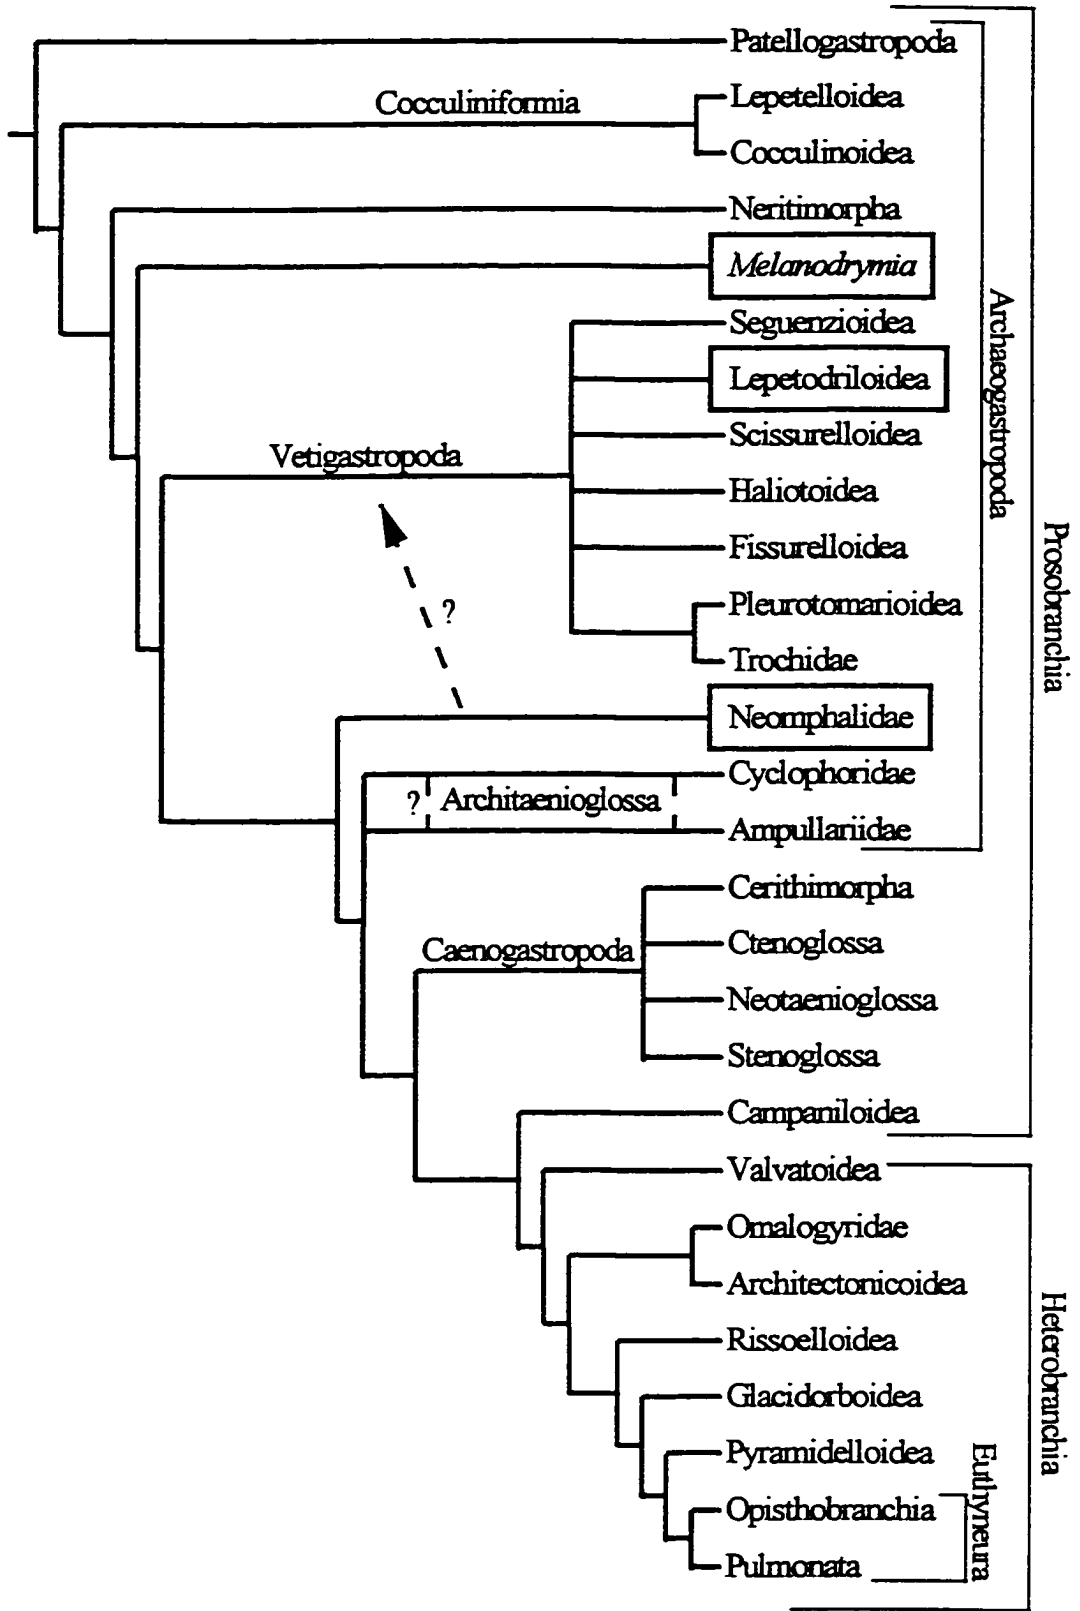 Patellogastropoda
Cocculiniformia
Lepetelloidea
Cocculinoidea
Neritimorpha
Melanodrymia
Seguenzioidea
Lepetodriloidea
Scissurelloidea
Vetigastropoda
Haliotoidea
Fissurelloidea
?
Pleurotomarioidea
Trochidae
Neomphalidae
Cyclophoridae
? Architaenioglossa
Ampullariidae
Cerithimorpha
Caenogastropoda
Ctenoglossa
Neotaenioglossa
Stenoglossa
Campaniloidea
Valvatoidea
Omalogyridae
Architectonicoidea
Rissoelloidea
Glacidorboidea
Pyramidelloidea
Opisthobranchia
Pulmonata
Archaeogastropoda
Prosobranchia
Heterobranchia
Euthyneura